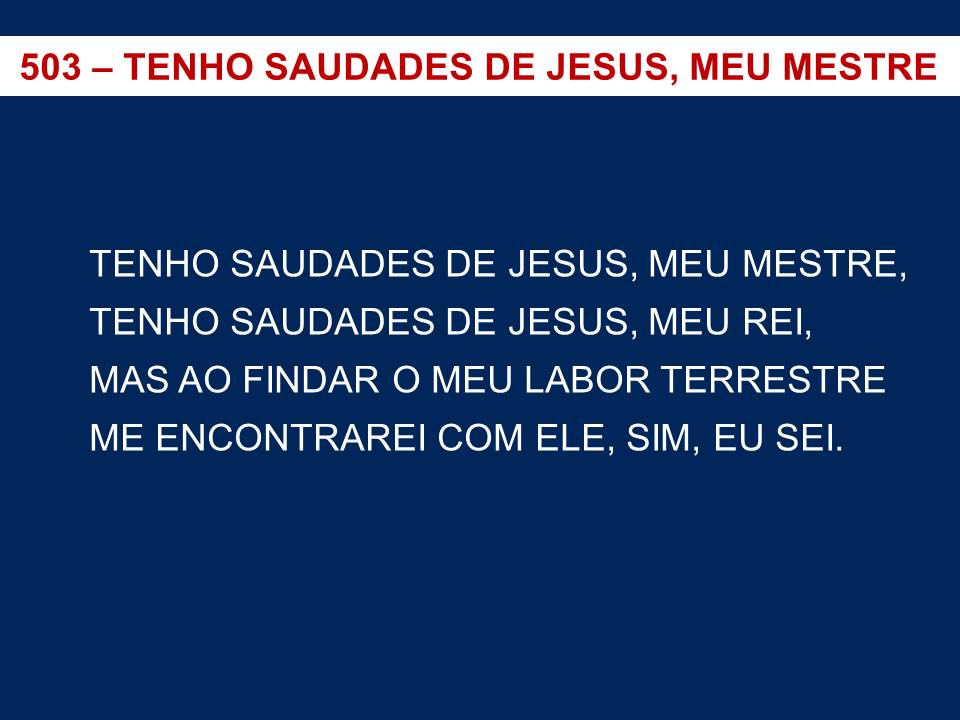 503 – TENHO SAUDADES DE JESUS, MEU MESTRE
TENHO SAUDADES DE JESUS, MEU MESTRE,
TENHO SAUDADES DE JESUS, MEU REI,
MAS AO FINDAR O MEU LABOR TERRESTRE
ME ENCONTRAREI COM ELE, SIM, EU SEI.